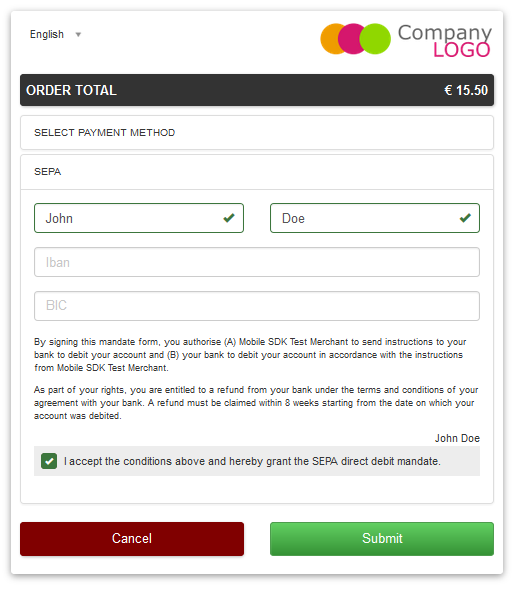 English
Company
LOGO
ORDER TOTAL € 15.50
SELECT PAYMENT METHOD
SEPA
John Doe
Iban
BIC
By signing this mandate form, you authorise (A) Mobile SDK Test Merchant to send instructions to your
bank to debit your account and (B) your bank to debit your account in accordance with the instructions
from Mobile SDK Test Merchant.
As part of your rights, you are entitled to a refund from your bank under the terms and conditions of your
agreement with your bank. A refund must be claimed within 8 weeks starting from the date on which your
account was debited.
John Doe
I accept the conditions above and hereby grant the SEPA direct debit mandate.
Cancel Submit